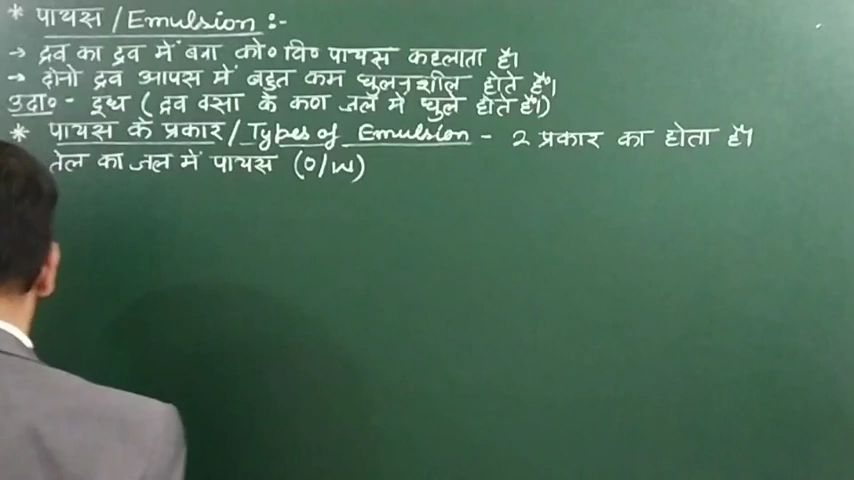 * पायस / Emulsion :-
→ द्रव का द्रव में बना को० वि० पायस कहलाता है।
→ दोनो द्रव आपस में बहुत कम घुलनशील होते हैं।
उदा० - दूध ( द्रव वसा के कण जल में घुले होते हैं।)
* पायस के प्रकार / Types of Emulsion - 2 प्रकार का होता है।
तेल का जल में पायस (O/W)